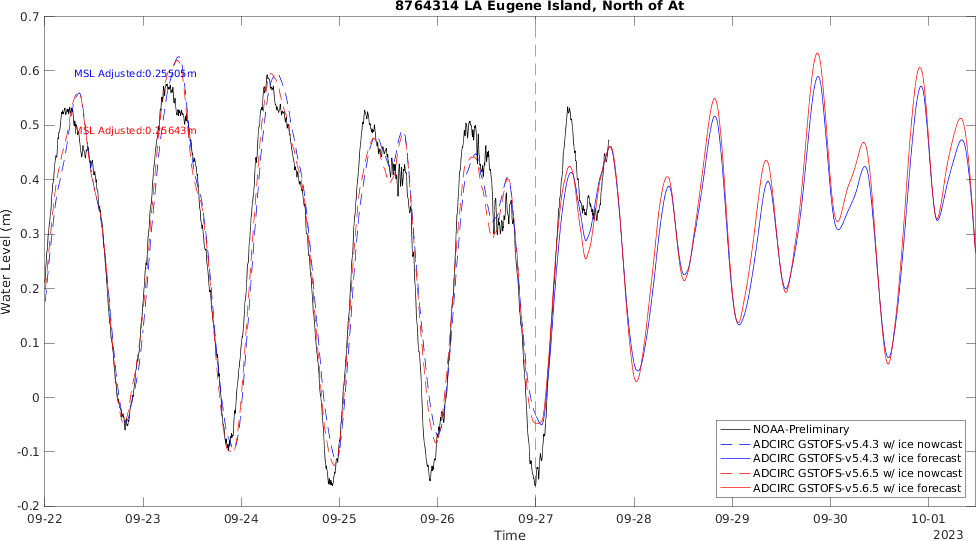 8764314 LA Eugene Island, North of At
0.7
0.6
0.5
0.4
0.3
0.2
0.1
0
-0.1
-0.2
Water Level (m)
MSL Adjusted:0.25505m
MSL Adjusted:0.25643m
NOAA-Preliminary
ADCIRC GSTOFS-v5.4.3 w/ ice nowcast
ADCIRC GSTOFS-v5.4.3 w/ ice forecast
ADCIRC GSTOFS-v5.6.5 w/ ice nowcast
ADCIRC GSTOFS-v5.6.5 w/ ice forecast
09-22 09-23 09-24 09-25 09-26 09-27 09-28 09-29 09-30 10-01
Time
2023